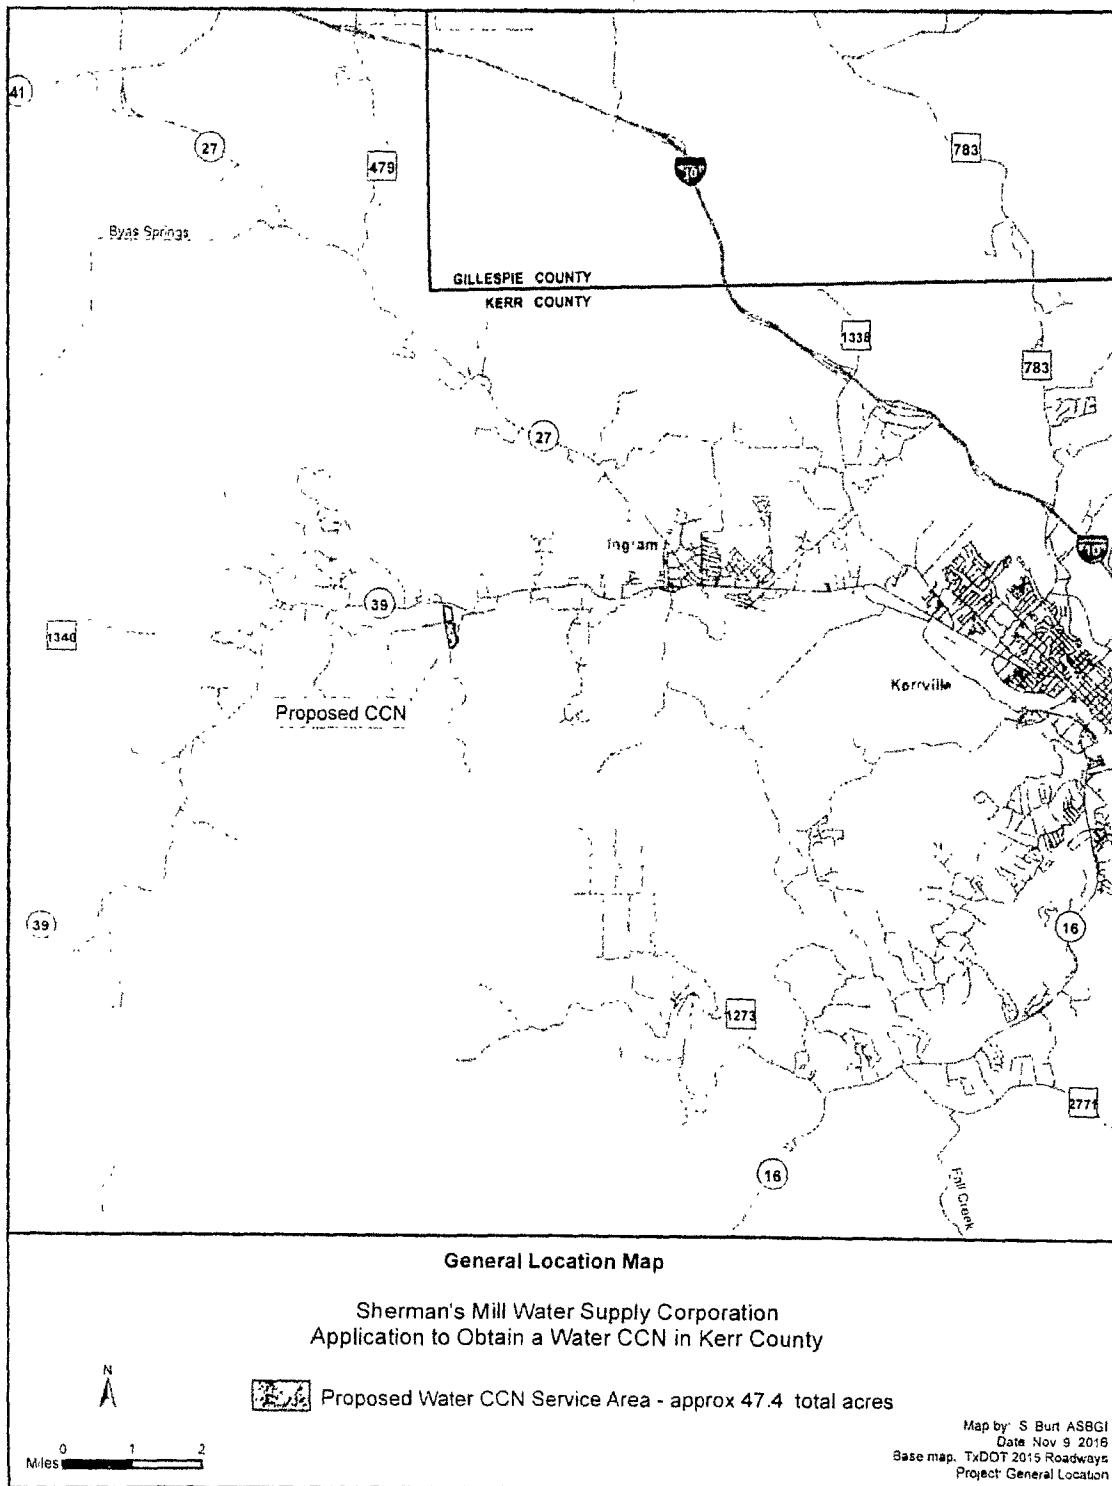 41
27
479
10
783
Byas Springs
GILLESPIE COUNTY
KERR COUNTY
1338
783
27
Ingram
10
39
1340
Kerrville
Proposed CCN
39
16
1273
2771
16
Fall Creek
General Location Map
Sherman's Mill Water Supply Corporation
Application to Obtain a Water CCN in Kerr County
N
Proposed Water CCN Service Area - approx 47.4 total acres
0 1 2
Miles
Map by: S Burt ASBGI
Date Nov 9 2016
Base map. TxDOT 2015 Roadways
Project General Location